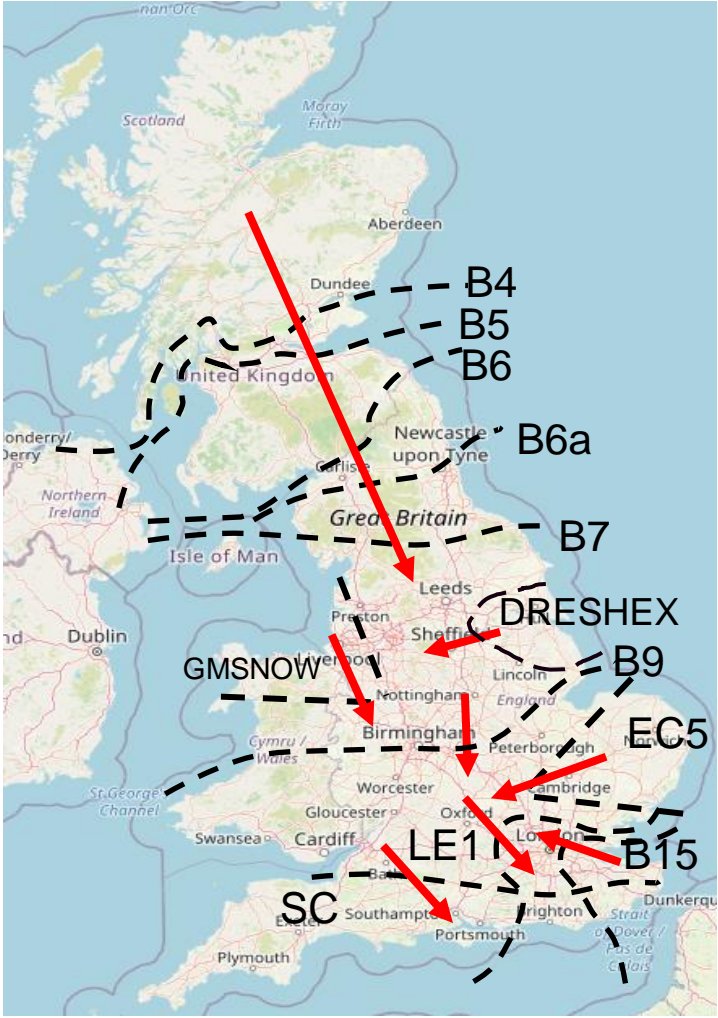 nan Orc
Moray
Firth
Scotland
Aberdeen
Dundee
B4
B5
United Kingdom
B6
onderry/
Derry
Newcastle
upon Tyne
B6a
Carlisle
Northern
Ireland
Great Britain
B7
Isle of Man
Leeds
Preston
DRESHEX
nd
Dublin
Sheffield
Liverpool
GMSNOW
B9
Lincoln
Nottingham
England
EC5
Birmingham
Cymru /
Wales
Peterborough
Norwich
St George
Channel
Worcester
Cambridge
Gloucester
Oxford
Swansea
Cardiff
LE1
London
B15
Bath
SC
Dunkerqu
Exeter
Southampton
Brighton
Strait
of Dover /
Pas de
Calais
Portsmouth
Plymouth